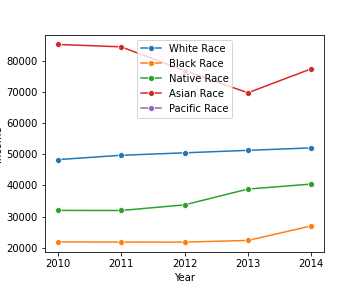 80000
70000
60000
50000
40000
30000
20000
White Race
Black Race
Native Race
Asian Race
Pacific Race
2010 2011 2012 2013 2014
Year